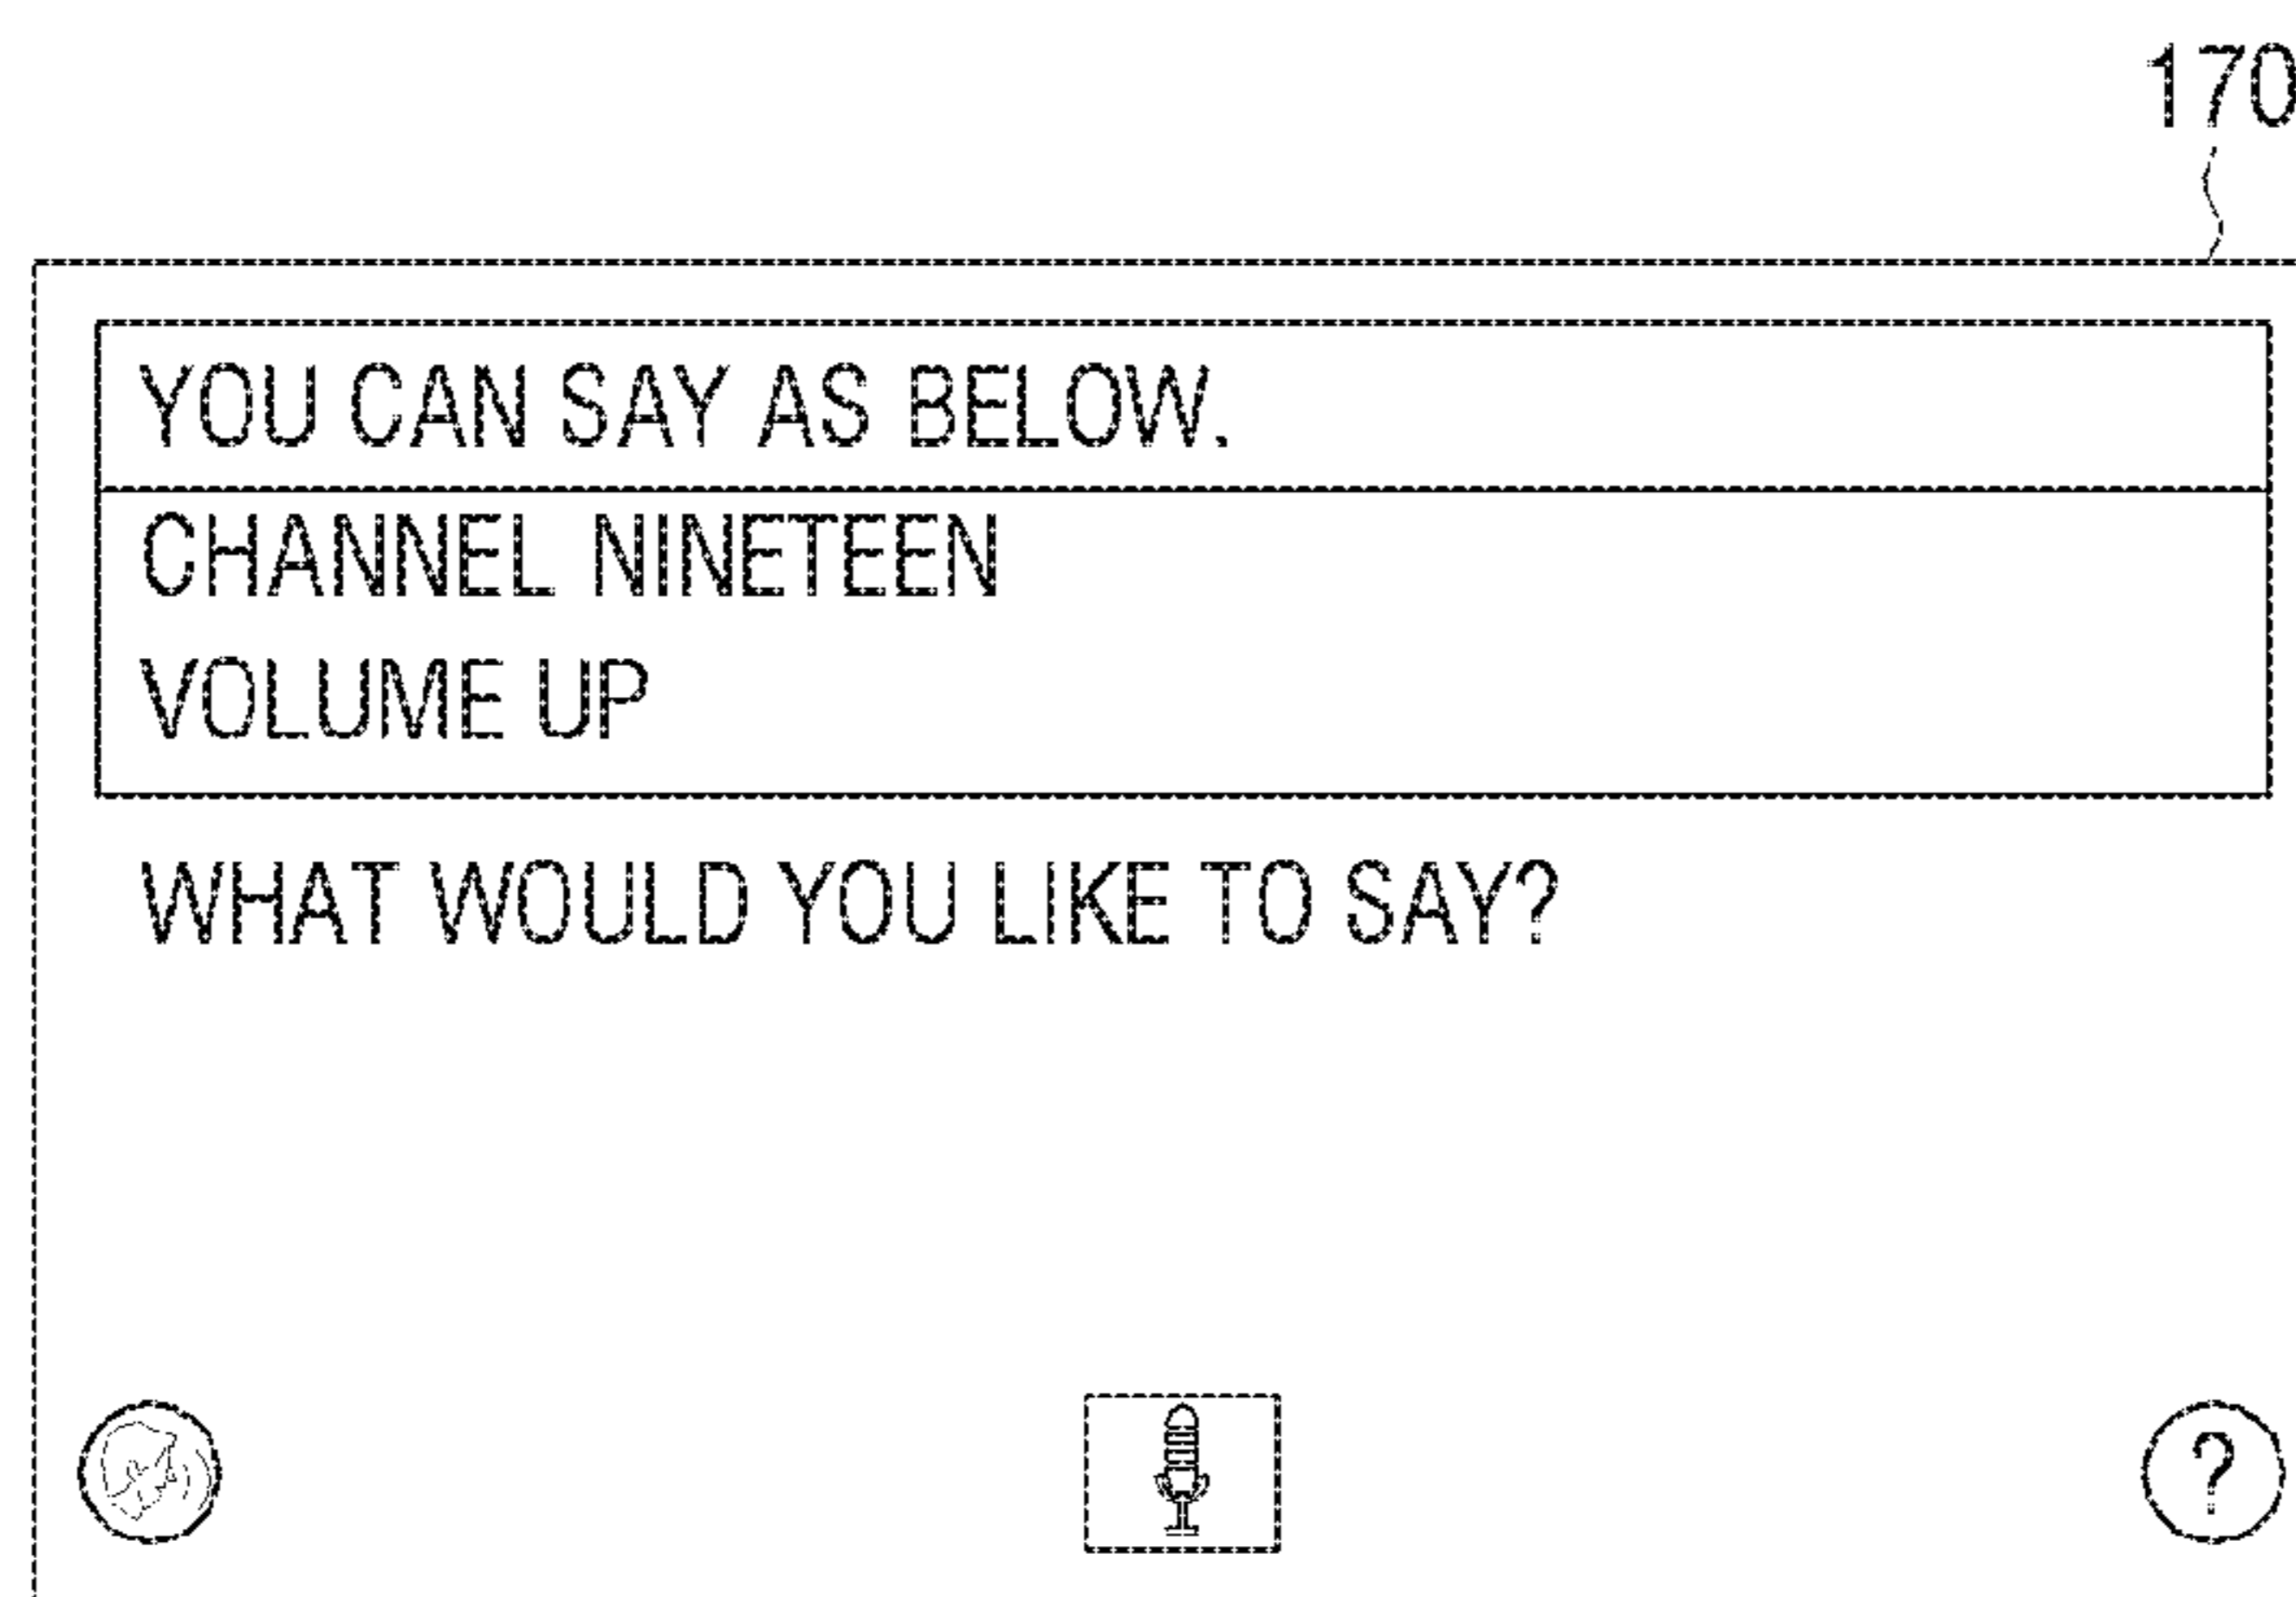 170
YOU CAN SAY AS BELOW.
CHANNEL NINETEEN
VOLUME UP
WHAT WOULD YOU LIKE TO SAY?
?